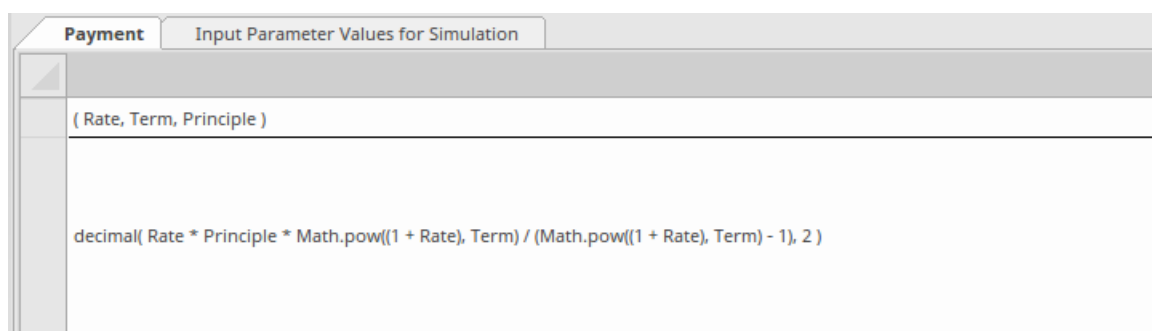 Payment Input Parameter Values for Simulation
( Rate, Term, Principle )
decimal( Rate * Principle * Math.pow((1 + Rate), Term) / (Math.pow((1 + Rate), Term) - 1), 2 )